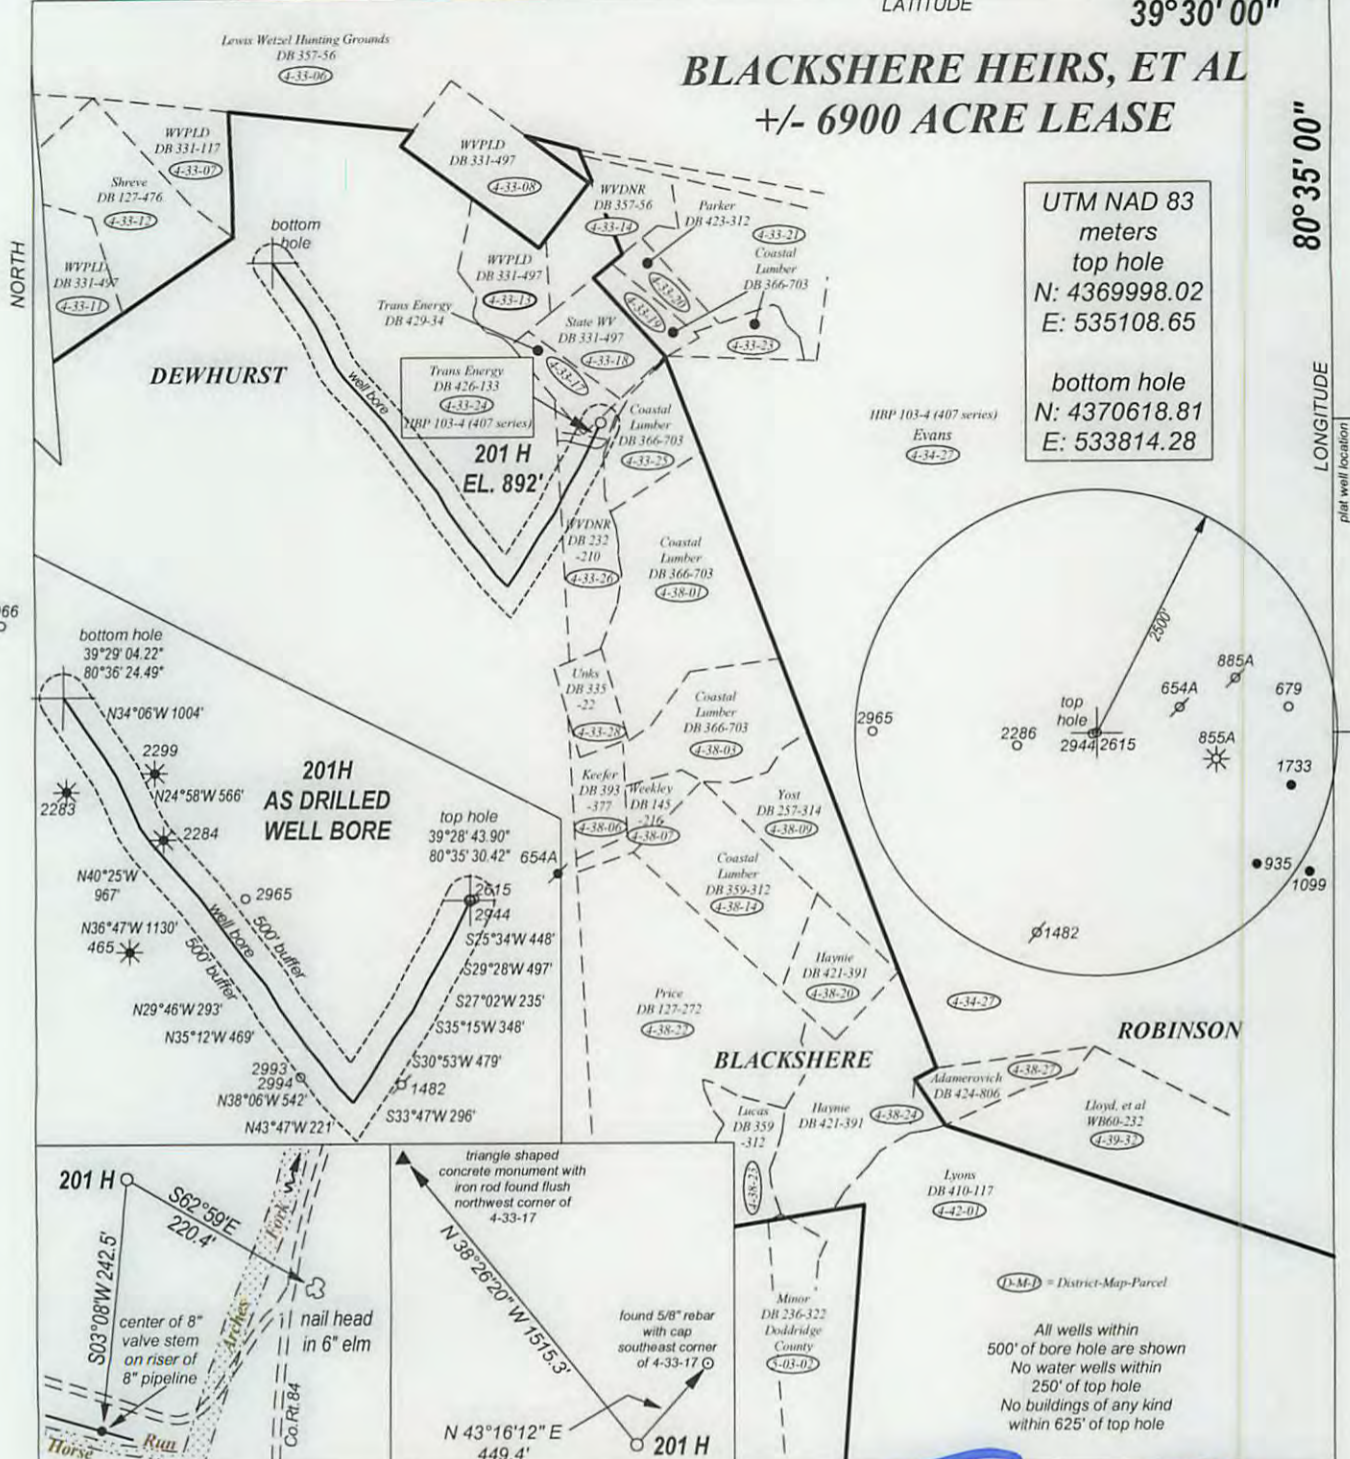 LATITUDE
39°30' 00"
BLACKSHERE HEIRS, ET AL
+/- 6900 ACRE LEASE
80°35' 00"
LONGITUDE
plat well location
NORTH
UTM NAD 83
meters
top hole
N: 4369998.02
E: 535108.65
bottom hole
N: 4370618.81
E: 533814.28
Lewis Wetzel Hunting Grounds
DB 357-56
4-33-06
WVPLD
DB 331-117
4-33-07
Shreve
DB 127-476
4-33-12
WVPLD
DB 331-497
4-33-11
WVPLD
DB 331-497
4-33-08
WVDNR
DB 357-56
4-33-14
Parker
DB 423-312
4-33-21
Coastal
Lumber
DB 366-703
4-33-20
4-33-19
4-33-23
bottom
hole
WVPLD
DB 331-497
4-33-13
Trans Energy
DB 429-34
State WV
DB 331-497
4-33-18
4-33-17
DEWHURST
well bore
Trans Energy
DB 426-133
4-33-24
HBP 103-4 (407 series)
201 H
EL. 892'
Coastal
Lumber
DB 366-703
4-33-25
HBP 103-4 (407 series)
Evans
4-34-27
WVDNR
DB 232
-210
4-33-26
Coastal
Lumber
DB 366-703
4-38-01
Unks
DB 335
-22
4-33-28
Coastal
Lumber
DB 366-703
4-38-03
Keefer
DB 393
-377
4-38-06
Weekley
DB 145
-216
4-38-07
Yost
DB 257-314
4-38-09
Coastal
Lumber
DB 359-312
4-38-14
Haynie
DB 421-391
4-38-20
Price
DB 127-272
4-38-22
BLACKSHERE
2500'
885A
654A
679
top
hole
2965
2286
2944
2615
855A
1733
935
1099
1482
4-34-27
ROBINSON
Adamerovich
DB 424-806
4-38-27
Lloyd, et al
WB60-232
4-39-32
Lucas
DB 359
-312
4-38-23
Haynie
DB 421-391
4-38-24
Lyons
DB 410-117
4-42-01
Minor
DB 236-322
Doddridge
County
5-03-02
D-M-P = District-Map-Parcel
All wells within
500' of bore hole are shown
No water wells within
250' of top hole
No buildings of any kind
within 625' of top hole
66
bottom hole
39°29' 04.22"
80°36' 24.49"
N34°06'W 1004'
2299
2283
N24°58'W 566'
2284
201H
AS DRILLED
WELL BORE
top hole
39°28' 43.90"
80°35' 30.42"
654A
N40°25'W
967'
2965
2615
2944
N36°47'W 1130'
465
well bore
500' buffer
500' buffer
S25°34'W 448'
S29°28'W 497'
N29°46'W 293'
S27°02'W 235'
N35°12'W 469'
S35°15'W 348'
2993
2994
S30°53'W 479'
1482
N38°06'W 542'
S33°47'W 296'
N43°47'W 221'
201 H
S62°59'E
220.4'
S03°08'W 242.5'
center of 8"
valve stem
on riser of
8" pipeline
nail head
in 6" elm
Arches
Fork
Co.Rt.84
Horse
Run
triangle shaped
concrete monument with
iron rod found flush
northwest corner of
4-33-17
N 38°26'20" W 1515.3'
found 5/8" rebar
with cap
southeast corner
of 4-33-17
N 43°16'12" E
449.4'
201 H